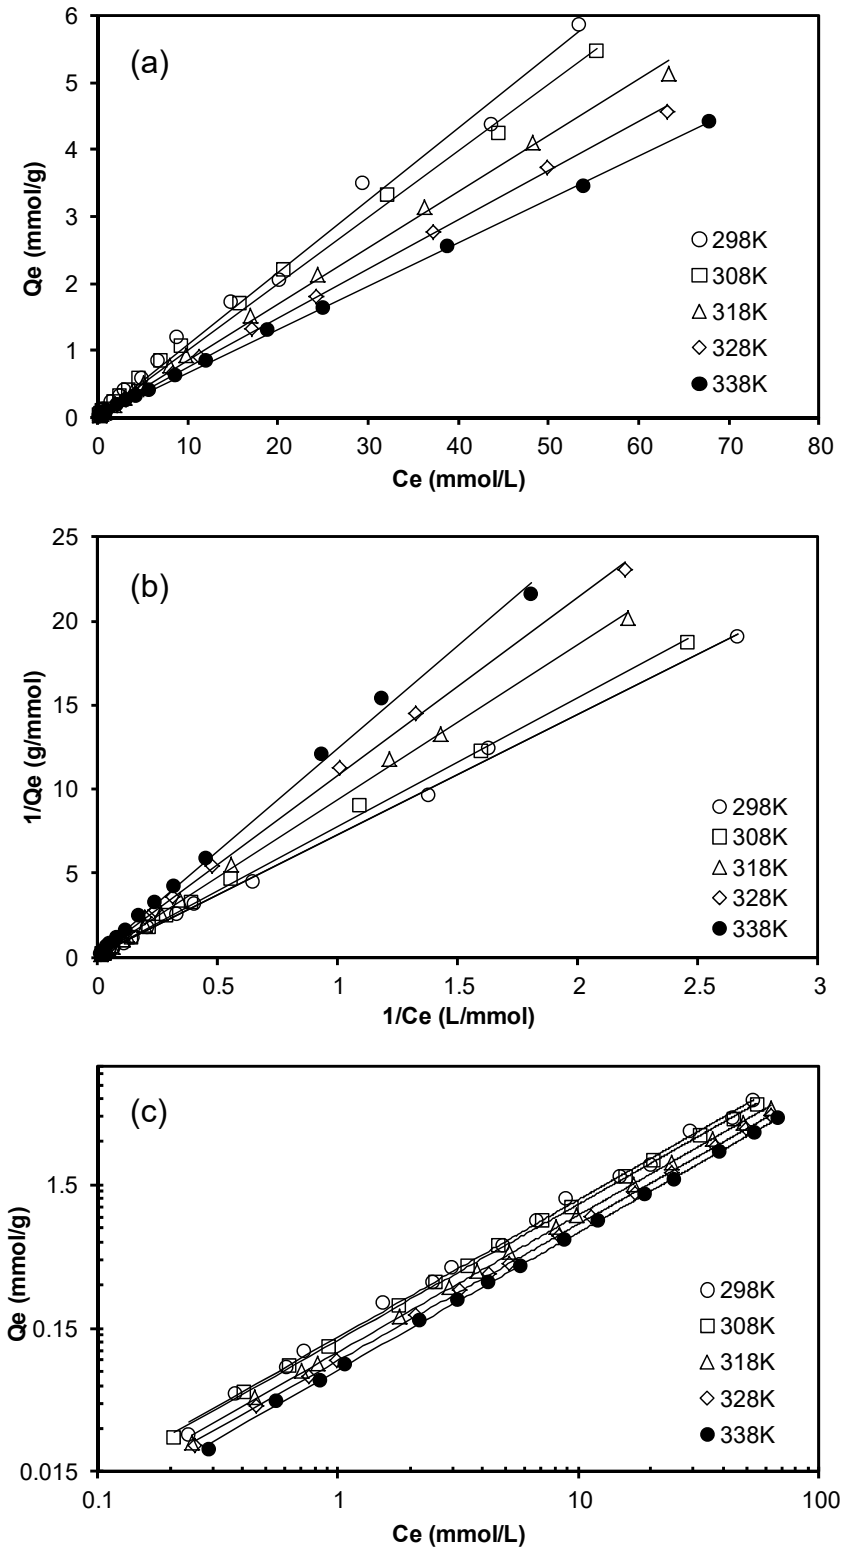 6
(a)
5
4
Qe (mmol/g)
3
298K
2
308K
318K
1
328K
338K
0
0 10 20 30 40 50 60 70 80
Ce (mmol/L)
25
(b)
20
15
1/Qe (g/mmol)
10
298K
308K
5
318K
328K
338K
0
0 0.5 1 1.5 2 2.5 3
1/Ce (L/mmol)
(c)
1.5
Qe (mmol/g)
298K
0.15
308K
318K
328K
338K
0.015
0.1 1 10 100
Ce (mmol/L)